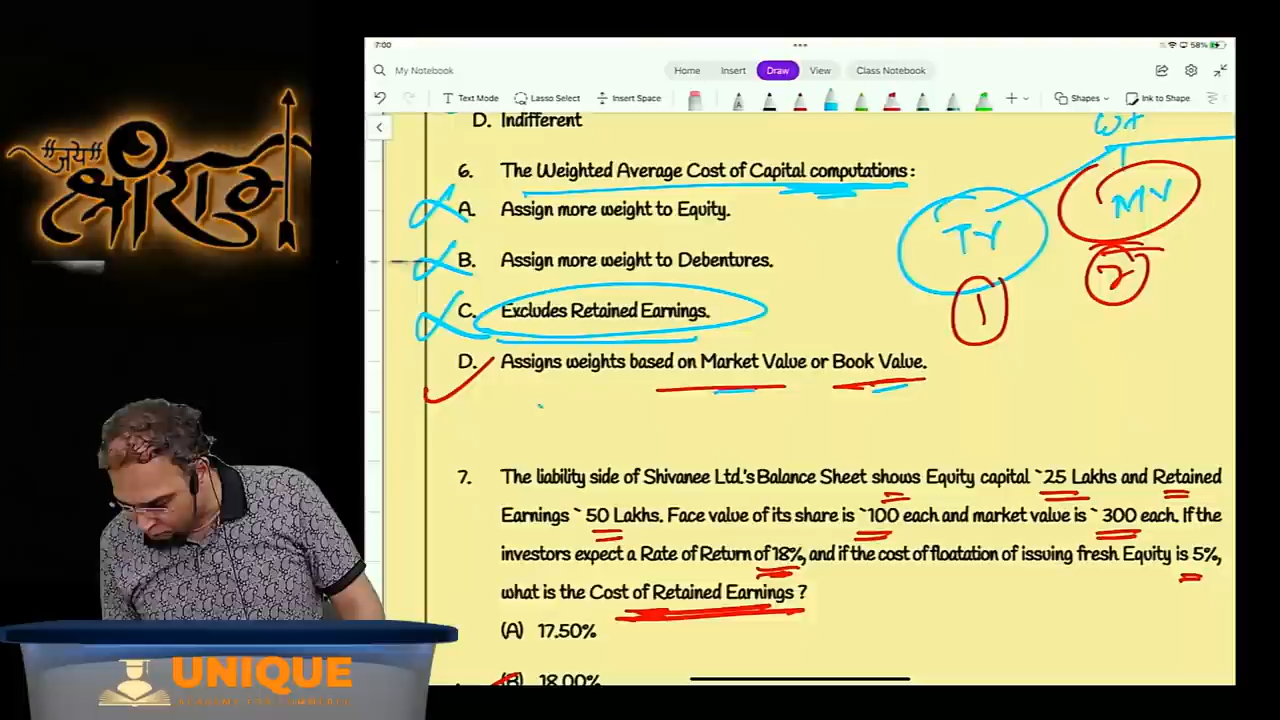 "जय"
श्रीराम
7:00
58%
My Notebook
Home Insert Draw View Class Notebook
Text Mode Lasso Select Insert Space Shapes Ink to Shape
D. Indifferent
6. The Weighted Average Cost of Capital computations :
A. Assign more weight to Equity.
B. Assign more weight to Debentures.
C. Excludes Retained Earnings.
D. Assigns weights based on Market Value or Book Value.
wt
TV
MV
1
2
7. The liability side of Shivanee Ltd.'s Balance Sheet shows Equity capital ` 25 Lakhs and Retained
Earnings ` 50 Lakhs. Face value of its share is `100 each and market value is ` 300 each. If the
investors expect a Rate of Return of 18%, and if the cost of floatation of issuing fresh Equity is 5%,
what is the Cost of Retained Earnings ?
(A) 17.50%
(B) 18.00%
UNIQUE
ACADEMY FOR COMMERCE